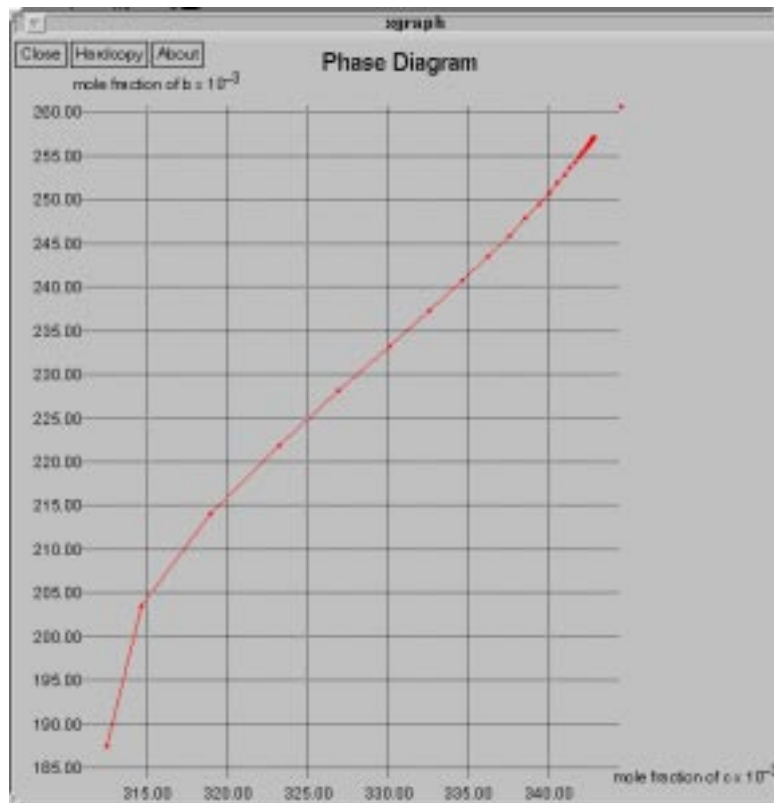 xgraph
Close Hardcopy About
Phase Diagram
mole fraction of b x 10-3
260.00
255.00
250.00
245.00
240.00
235.00
230.00
225.00
220.00
215.00
210.00
205.00
200.00
195.00
190.00
185.00
mole fraction of c x 10-3
315.00 320.00 325.00 330.00 335.00 340.00